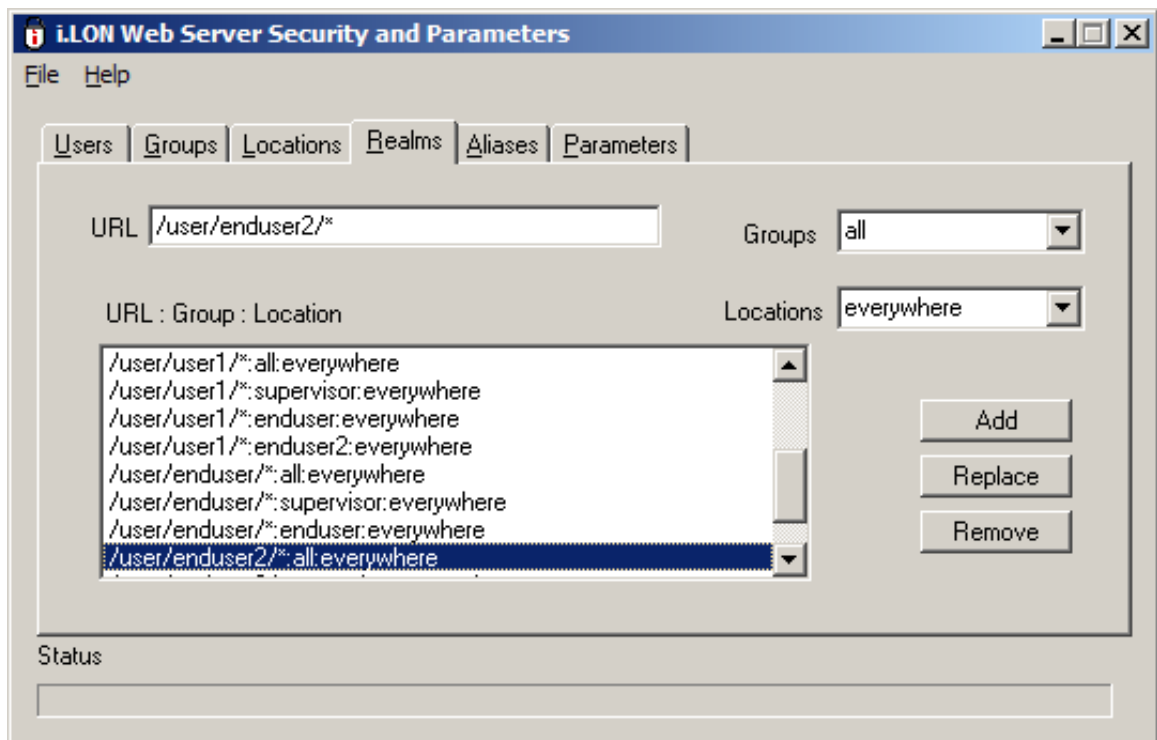 i.LON Web Server Security and Parameters
File Help
Users Groups Locations Realms Aliases Parameters
URL /user/enduser2/*
Groups all
URL : Group : Location
Locations everywhere
/user/user1/*:all:everywhere
/user/user1/*:supervisor:everywhere
/user/user1/*:enduser:everywhere
/user/user1/*:enduser2:everywhere
/user/enduser/*:all:everywhere
/user/enduser/*:supervisor:everywhere
/user/enduser/*:enduser:everywhere
/user/enduser2/*:all:everywhere
Add
Replace
Remove
Status